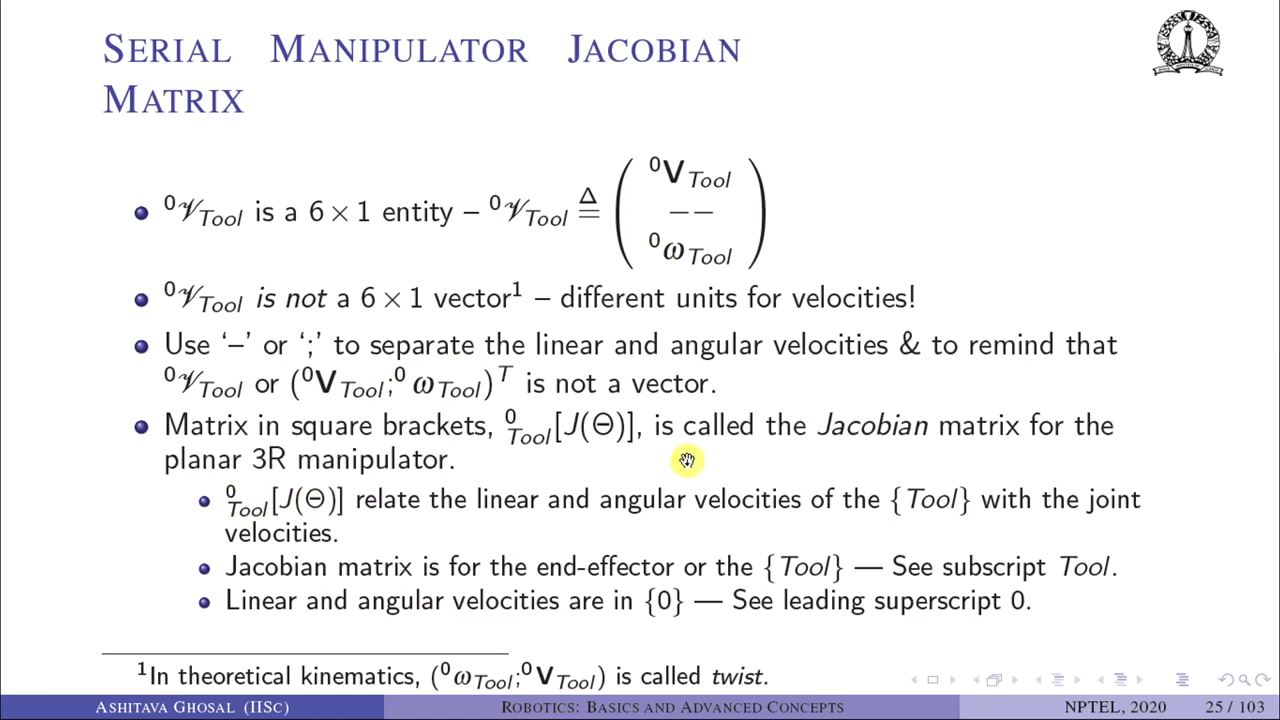 SERIAL MANIPULATOR JACOBIAN
MATRIX
⁰𝒱_Tool is a 6 × 1 entity – ⁰𝒱_Tool ≜ ( ⁰V_Tool −− ⁰ω_Tool )
⁰𝒱_Tool is not a 6 × 1 vector¹ – different units for velocities!
Use ‘–’ or ‘;’ to separate the linear and angular velocities & to remind that
⁰𝒱_Tool or (⁰V_Tool;⁰ω_Tool)ᵀ is not a vector.
Matrix in square brackets, ⁰_Tool[J(Θ)], is called the Jacobian matrix for the
planar 3R manipulator.
⁰_Tool[J(Θ)] relate the linear and angular velocities of the {Tool} with the joint
velocities.
Jacobian matrix is for the end-effector or the {Tool} — See subscript Tool.
Linear and angular velocities are in {0} — See leading superscript 0.
¹In theoretical kinematics, (⁰ω_Tool;⁰V_Tool) is called twist.
ASHITAVA GHOSAL (IISC) ROBOTICS: BASICS AND ADVANCED CONCEPTS NPTEL, 2020 25 / 103